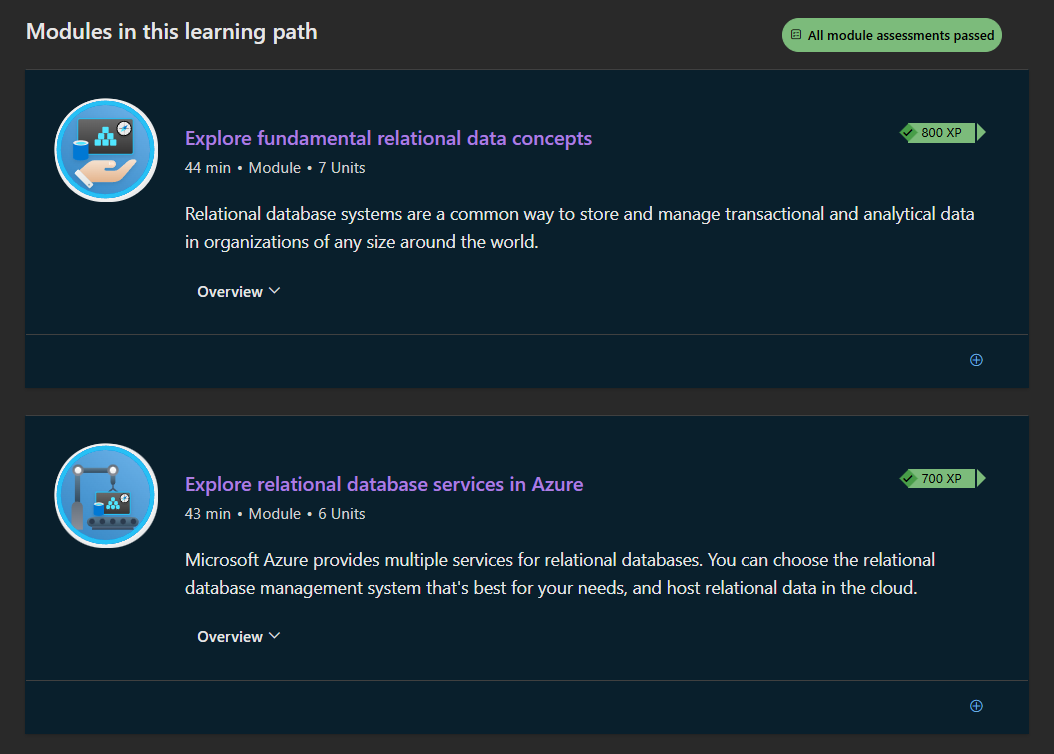 Modules in this learning path
All module assessments passed
Explore fundamental relational data concepts
800 XP
44 min • Module • 7 Units
Relational database systems are a common way to store and manage transactional and analytical data
in organizations of any size around the world.
Overview
Explore relational database services in Azure
700 XP
43 min • Module • 6 Units
Microsoft Azure provides multiple services for relational databases. You can choose the relational
database management system that's best for your needs, and host relational data in the cloud.
Overview